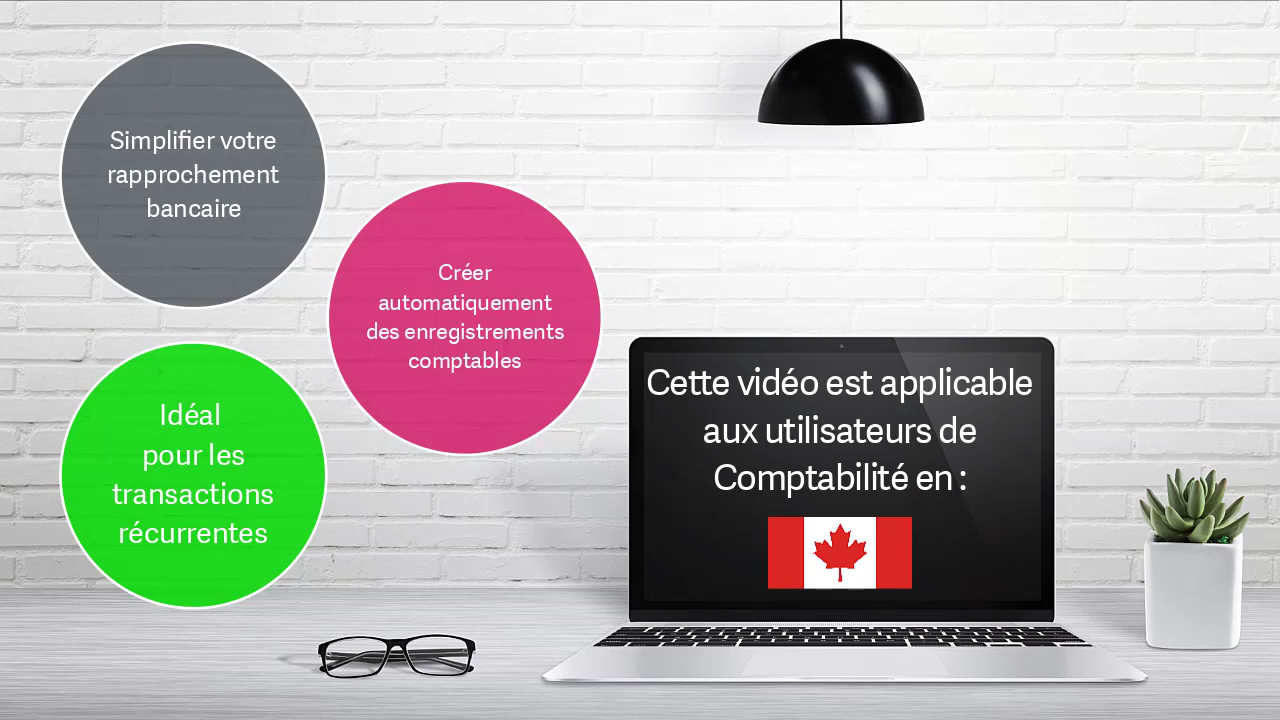 Simplifier votre
rapprochement
bancaire
Créer
automatiquement
des enregistrements
comptables
Idéal
pour les
transactions
récurrentes
Cette vidéo est applicable
aux utilisateurs de
Comptabilité en :